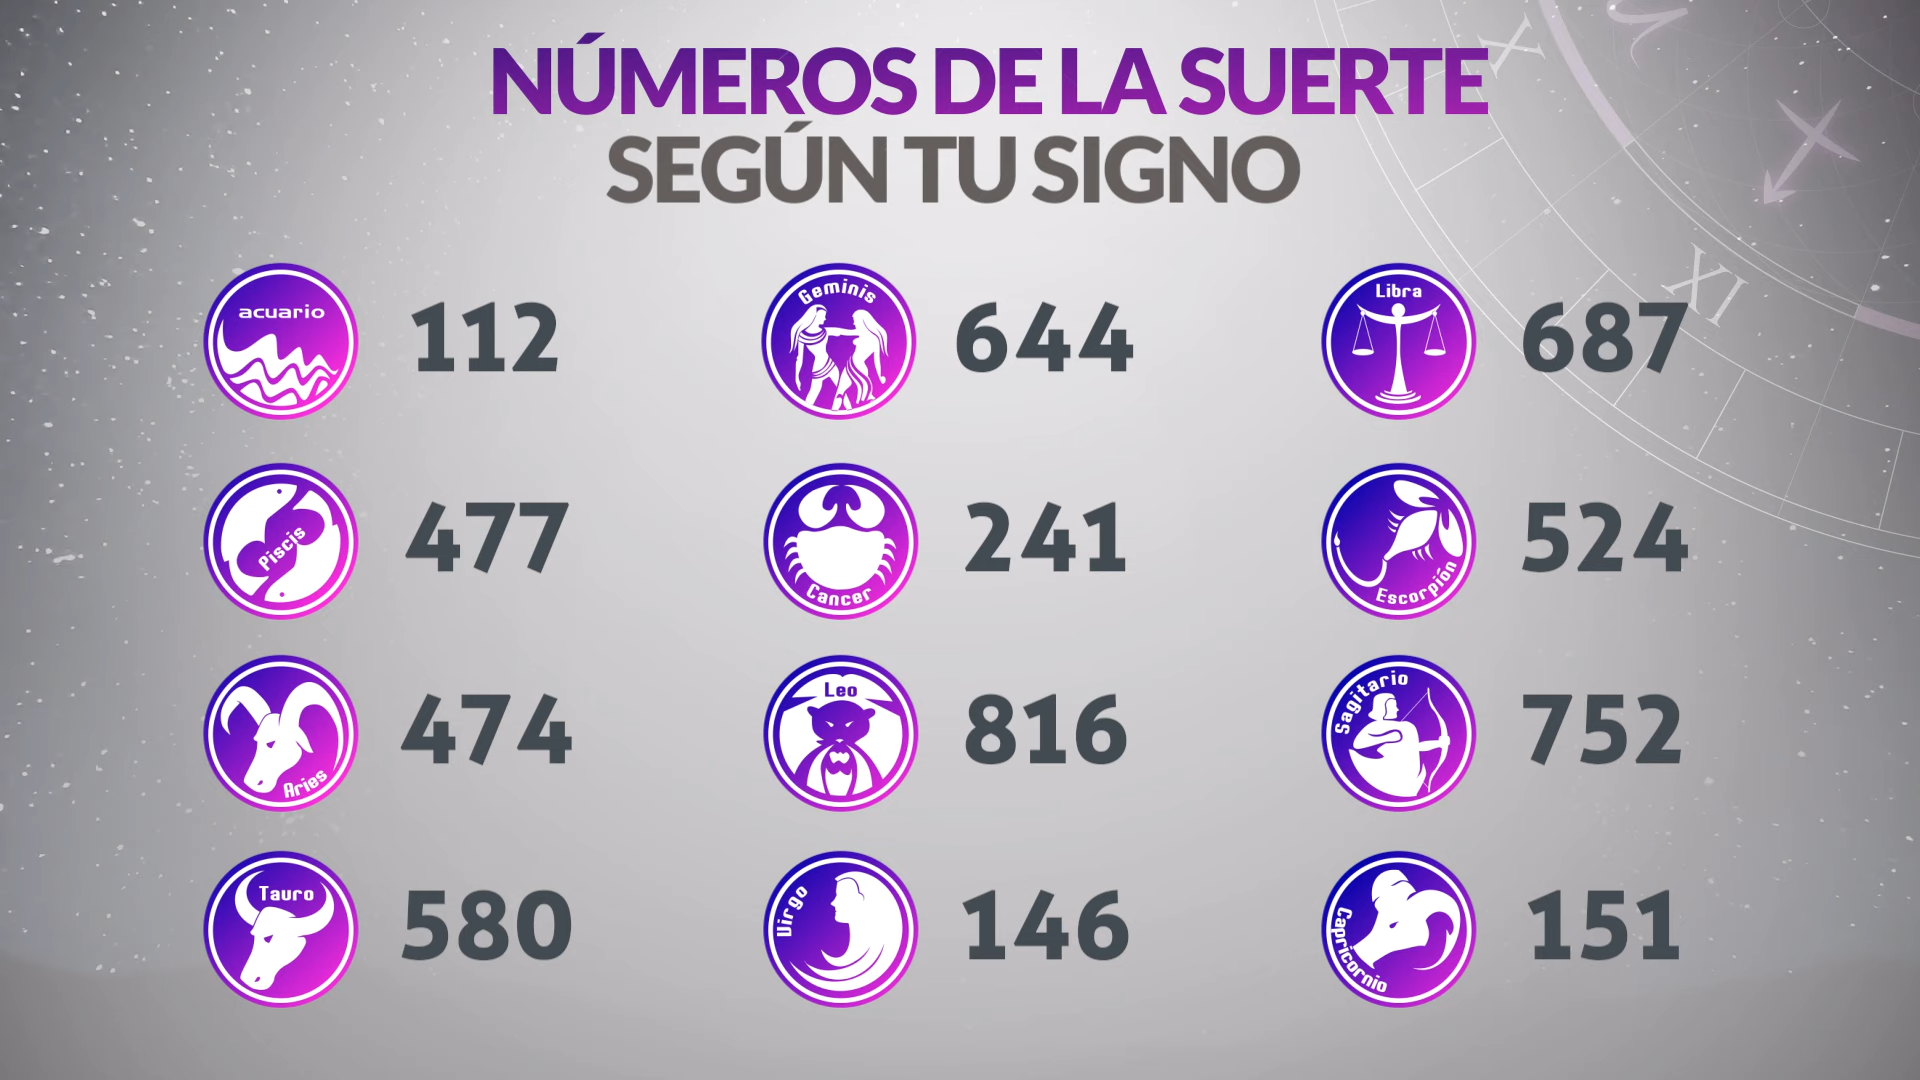 NÚMEROS DE LA SUERTE
SEGÚN TU SIGNO
acuario 112
Geminis 644
Libra 687
Piscis 477
Cancer 241
Escorpión 524
Aries 474
Leo 816
Sagitario 752
Tauro 580
Virgo 146
Capricornio 151
X
XI